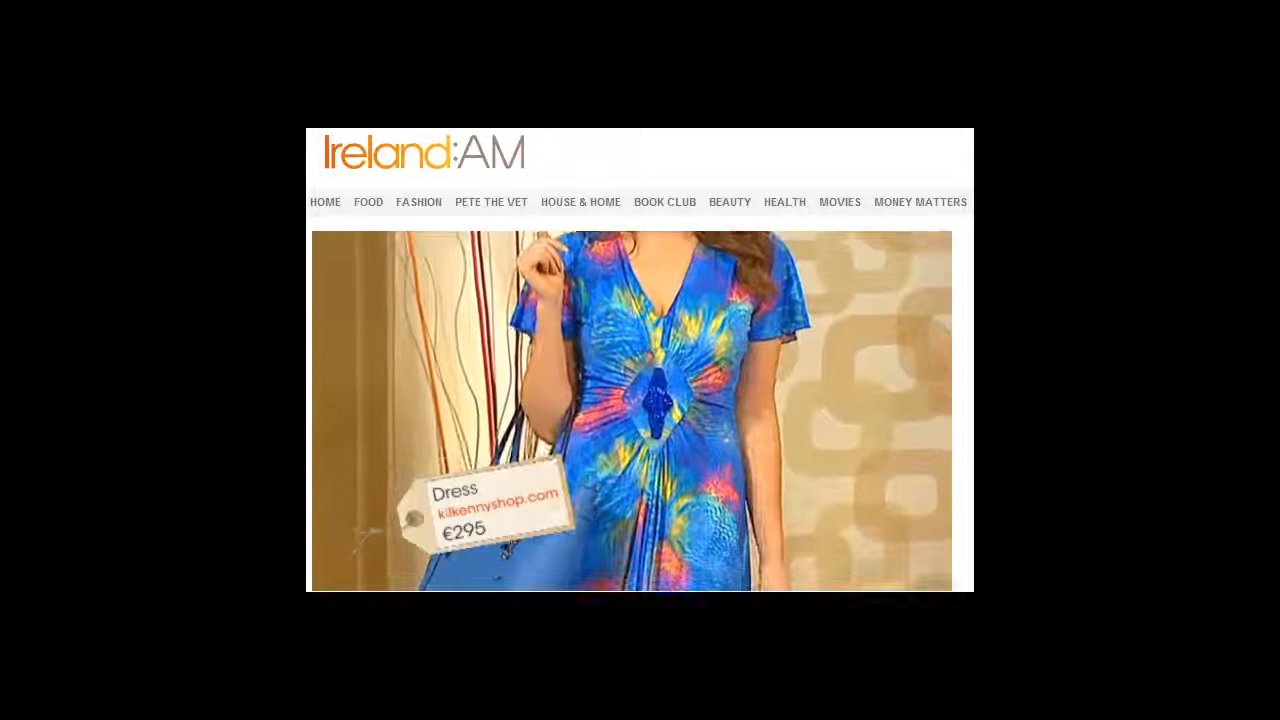 Ireland:AM
HOME FOOD FASHION PETE THE VET HOUSE & HOME BOOK CLUB BEAUTY HEALTH MOVIES MONEY MATTERS
Dress
kilkennyshop.com
€295